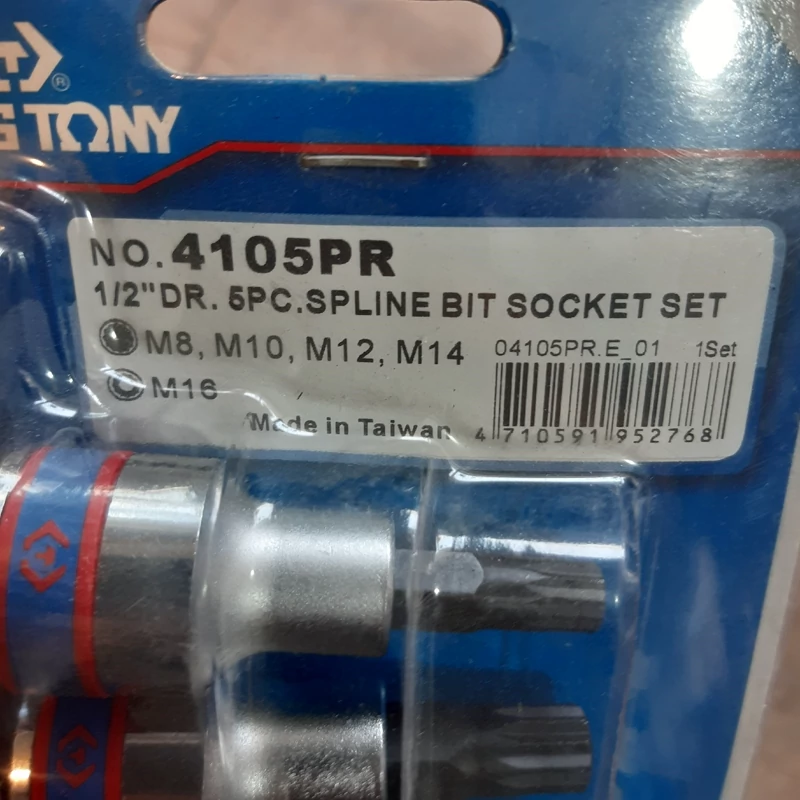 ®
G TONY
NO. 4105PR
1/2"DR. 5PC.SPLINE BIT SOCKET SET
M8, M10, M12, M14
04105PR.E_01 1Set
M16
Made in Taiwan
4 710591 952768